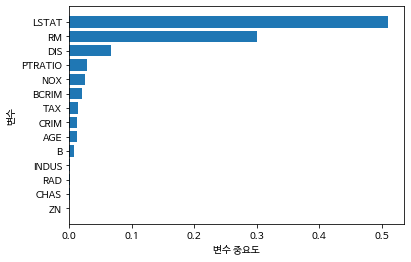 LSTAT
RM
DIS
PTRATIO
NOX
BCRIM
TAX
CRIM
AGE
B
INDUS
RAD
CHAS
ZN
변수
0.0 0.1 0.2 0.3 0.4 0.5
변수 중요도